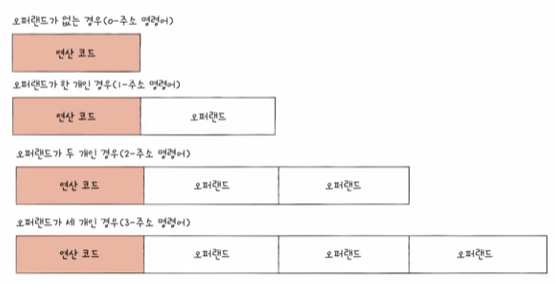 오퍼랜드가 없는 경우(0-주소 명령어)
연산 코드
오퍼랜드가 한 개인 경우(1-주소 명령어)
연산 코드 오퍼랜드
오퍼랜드가 두 개인 경우(2-주소 명령어)
연산 코드 오퍼랜드 오퍼랜드
오퍼랜드가 세 개인 경우(3-주소 명령어)
연산 코드 오퍼랜드 오퍼랜드 오퍼랜드